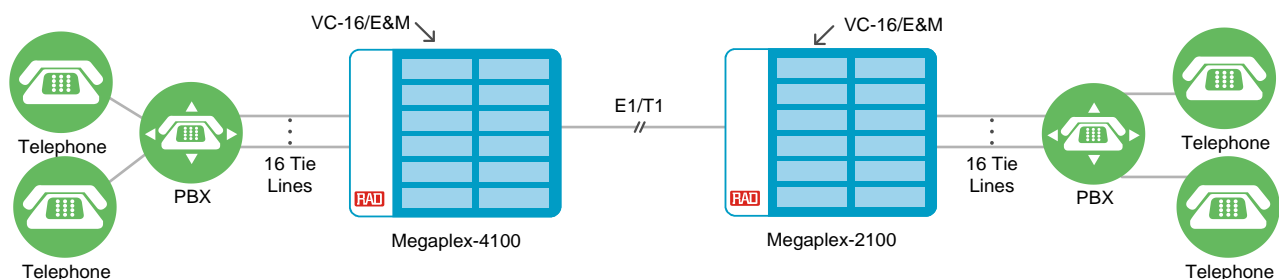 VC-16/E&M
VC-16/E&M
E1/T1
Telephone
Telephone
16 Tie
Lines
16 Tie
Lines
PBX
PBX
RAD
RAD
Megaplex-4100
Megaplex-2100
Telephone
Telephone